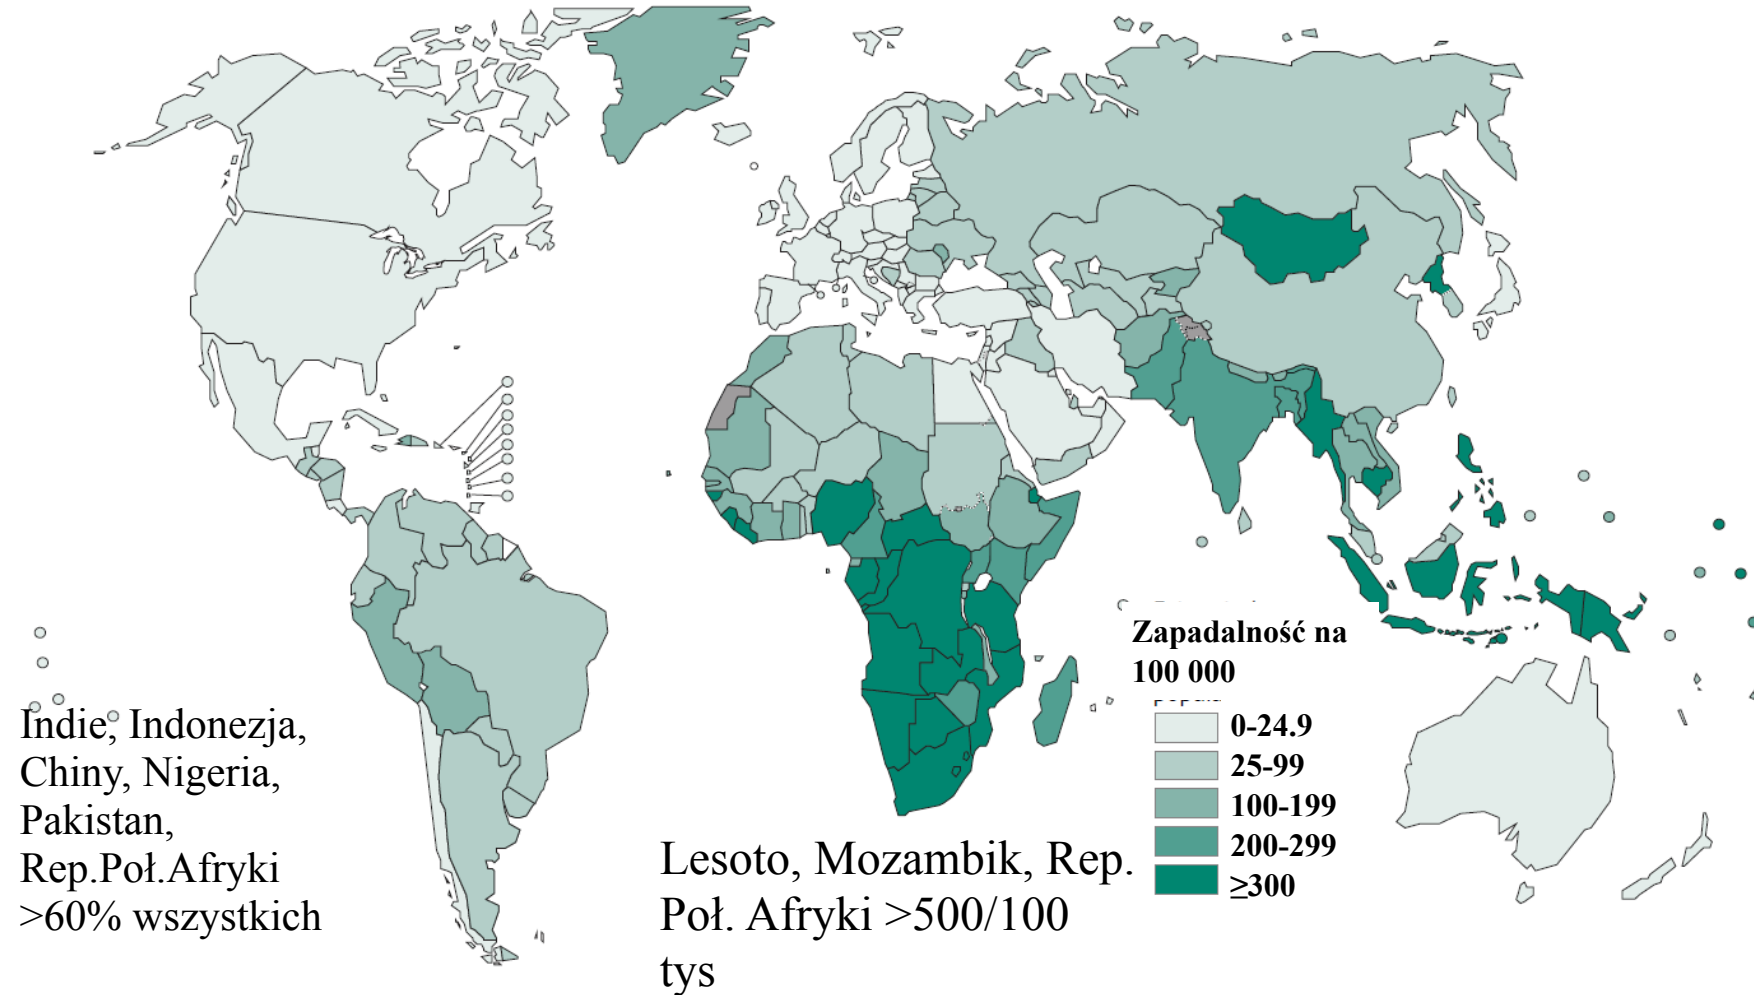 Indie, Indonezja,
Chiny, Nigeria,
Pakistan,
Rep.Poł.Afryki
>60% wszystkich
Lesoto, Mozambik, Rep.
Poł. Afryki >500/100
tys
Zapadalność na
100 000
0-24.9
25-99
100-199
200-299
≥300